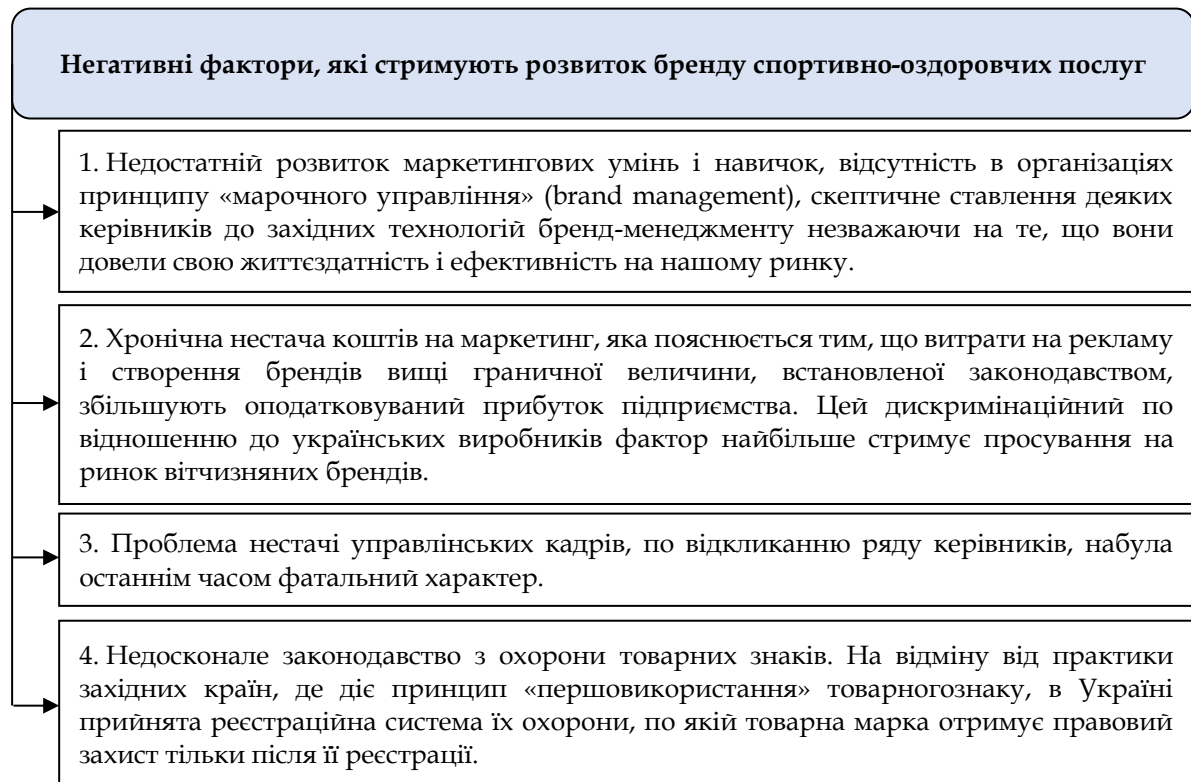 Негативні фактори, які стримують розвиток бренду спортивно-оздоровчих послуг
1. Недостатній розвиток маркетингових умінь і навичок, відсутність в організаціях
принципу «марочного управління» (brand management), скептичне ставлення деяких
керівників до західних технологій бренд-менеджменту незважаючи на те, що вони
довели свою життєздатність і ефективність на нашому ринку.
2. Хронічна нестача коштів на маркетинг, яка пояснюється тим, що витрати на рекламу
і створення брендів вищі граничної величини, встановленої законодавством,
збільшують оподатковуваний прибуток підприємства. Цей дискримінаційний по
відношенню до українських виробників фактор найбільше стримує просування на
ринок вітчизняних брендів.
3. Проблема нестачі управлінських кадрів, по відкликанню ряду керівників, набула
останнім часом фатальний характер.
4. Недосконале законодавство з охорони товарних знаків. На відміну від практики
західних країн, де діє принцип «першовикористання» товарногознаку, в Україні
прийнята реєстраційна система їх охорони, по якій товарна марка отримує правовий
захист тільки після її реєстрації.